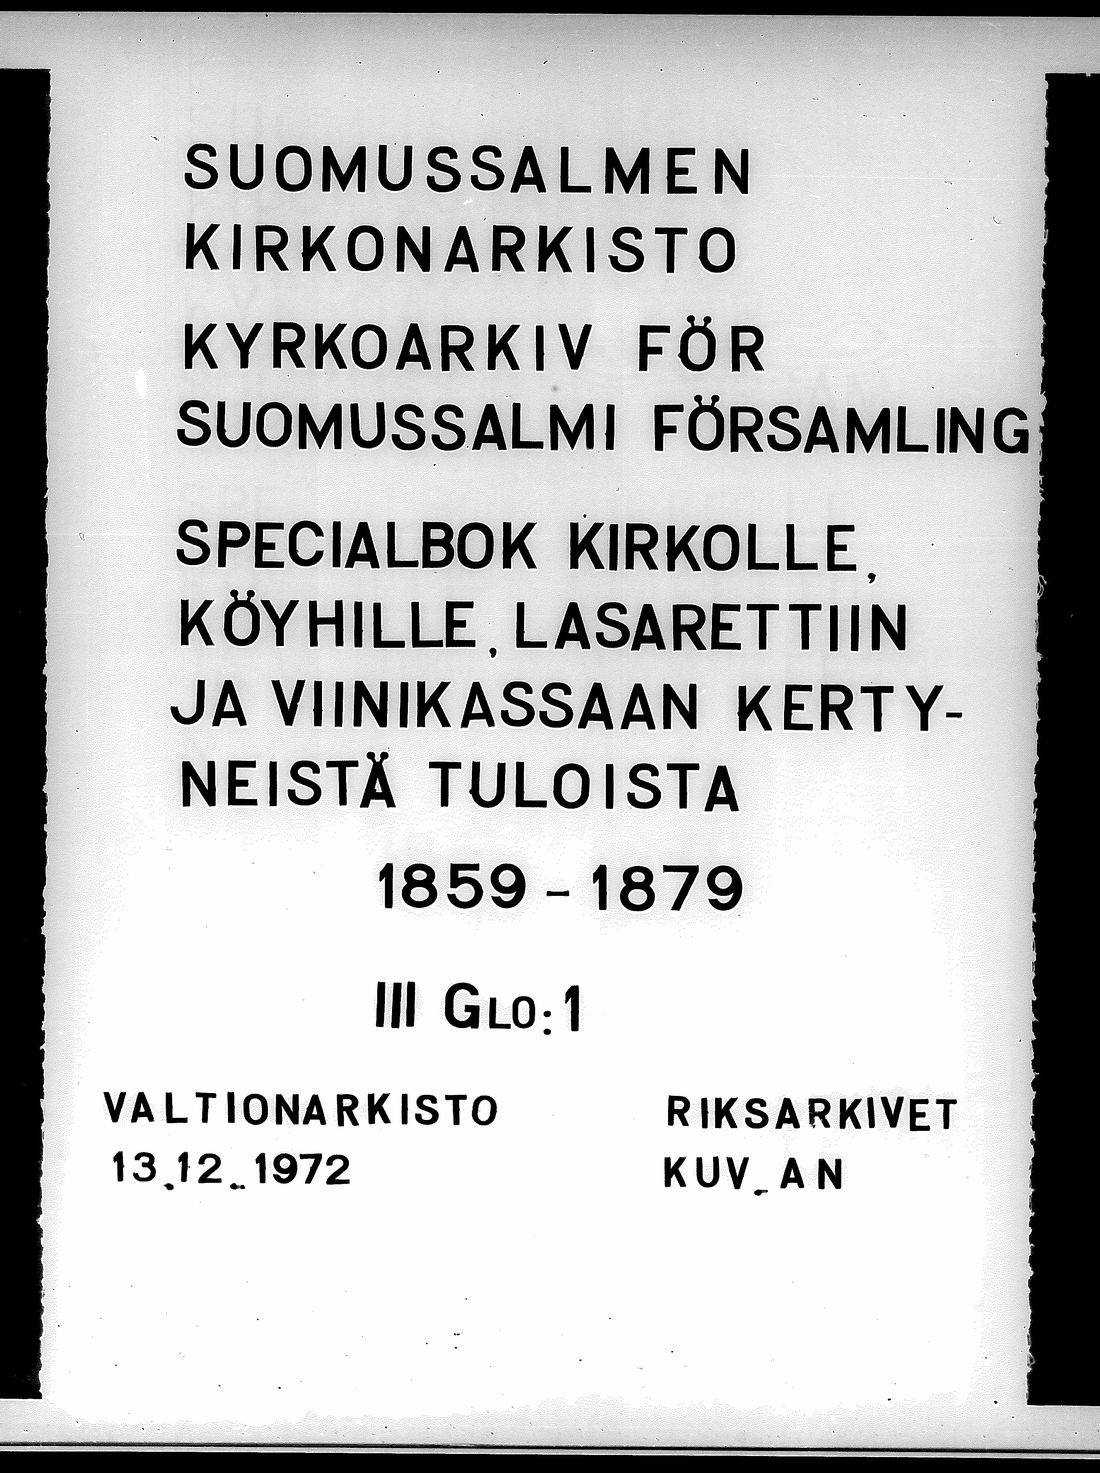 SUOMUSSALMEN
KIRKONARKISTO
KYRKOARKIV FÖR
SUOMUSSALMI FÖRSAMLING
SPECIALBOK KIRKOLLE,
KÖYHILLE, LASARETTIIN
JA VIINIKASSAAN KERTY-
NEISTÄ TULOISTA
1859 - 1879
III GLO:1
VALTIONARKISTO RIKSARKIVET
13.12.1972 KUV. AN